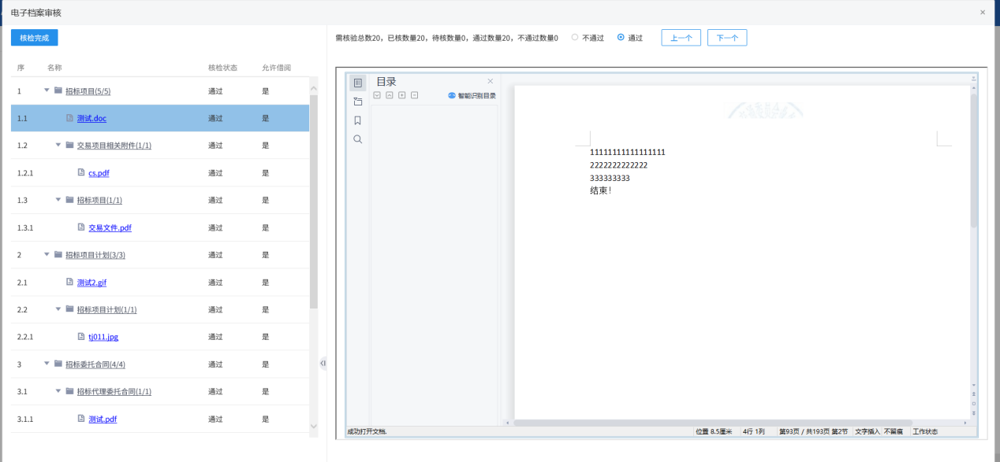 电子档案审核
×
核检完成
需核验总数20，已核数量20，待核数量0，通过数量20，不通过数量0 不通过 通过 上一个 下一个
序 名称 核检状态 允许借阅
1 招标项目(5/5) 通过 是
1.1 测试.doc 通过 是
1.2 交易项目相关附件(1/1) 通过 是
1.2.1 cs.pdf 通过 是
1.3 招标项目(1/1) 通过 是
1.3.1 交易文件.pdf 通过 是
2 招标项目计划(3/3) 通过 是
2.1 测试2.gif 通过 是
2.2 招标项目计划(1/1) 通过 是
2.2.1 tj011.jpg 通过 是
3 招标委托合同(4/4) 通过 是
3.1 招标代理委托合同(1/1) 通过 是
3.1.1 测试.pdf 通过 是
目录
智能识别目录
11111111111111111
2222222222222
333333333
结束！
成功打开文档. 位置 8.5厘米 4行 1列 第93页 / 共193页 第2节 文字插入 不留痕 工作状态